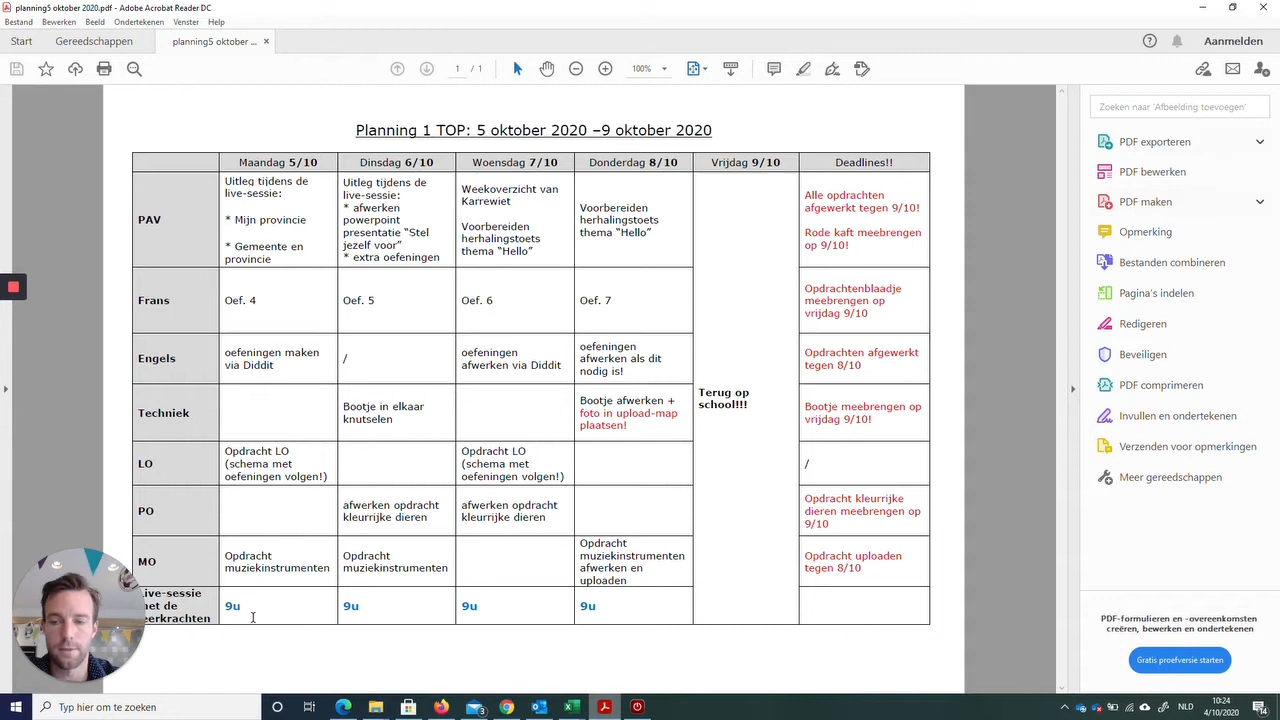 planning5 oktober 2020.pdf - Adobe Acrobat Reader DC
Bestand Bewerken Beeld Ondertekenen Venster Help
Start Gereedschappen planning5 oktober ... × Aanmelden
1 / 1 100%
Zoeken naar 'Afbeelding toevoegen'
PDF exporteren
PDF bewerken
PDF maken
Opmerking
Bestanden combineren
Pagina's indelen
Redigeren
Beveiligen
PDF comprimeren
Invullen en ondertekenen
Verzenden voor opmerkingen
Meer gereedschappen
PDF-formulieren en -overeenkomsten
creëren, bewerken en ondertekenen
Gratis proefversie starten
Planning 1 TOP: 5 oktober 2020 –9 oktober 2020
Maandag 5/10 Dinsdag 6/10 Woensdag 7/10 Donderdag 8/10 Vrijdag 9/10 Deadlines!!
PAV
Uitleg tijdens de
live-sessie:
* Mijn provincie
* Gemeente en
provincie
Uitleg tijdens de
live-sessie:
* afwerken
powerpoint
presentatie "Stel
jezelf voor"
* extra oefeningen
Weekoverzicht van
Karrewiet
Voorbereiden
herhalingstoets
thema "Hello"
Voorbereiden
herhalingstoets
thema "Hello"
Terug op
school!!!
Alle opdrachten
afgewerkt tegen 9/10!
Rode kaft meebrengen
op 9/10!
Frans
Oef. 4
Oef. 5
Oef. 6
Oef. 7
Opdrachtenblaadje
meebrengen op
vrijdag 9/10
Engels
oefeningen maken
via Diddit
/
oefeningen
afwerken via Diddit
oefeningen
afwerken als dit
nodig is!
Opdrachten afgewerkt
tegen 8/10
Techniek
Bootje in elkaar
knutselen
Bootje afwerken +
foto in upload-map
plaatsen!
Bootje meebrengen op
vrijdag 9/10!
LO
Opdracht LO
(schema met
oefeningen volgen!)
Opdracht LO
(schema met
oefeningen volgen!)
/
PO
afwerken opdracht
kleurrijke dieren
afwerken opdracht
kleurrijke dieren
Opdracht kleurrijke
dieren meebrengen op
9/10
MO
Opdracht
muziekinstrumenten
Opdracht
muziekinstrumenten
Opdracht
muziekinstrumenten
afwerken en
uploaden
Opdracht uploaden
tegen 8/10
de
9u
9u
9u
9u
Typ hier om te zoeken
3
NLD
10:24
4/10/2020
14